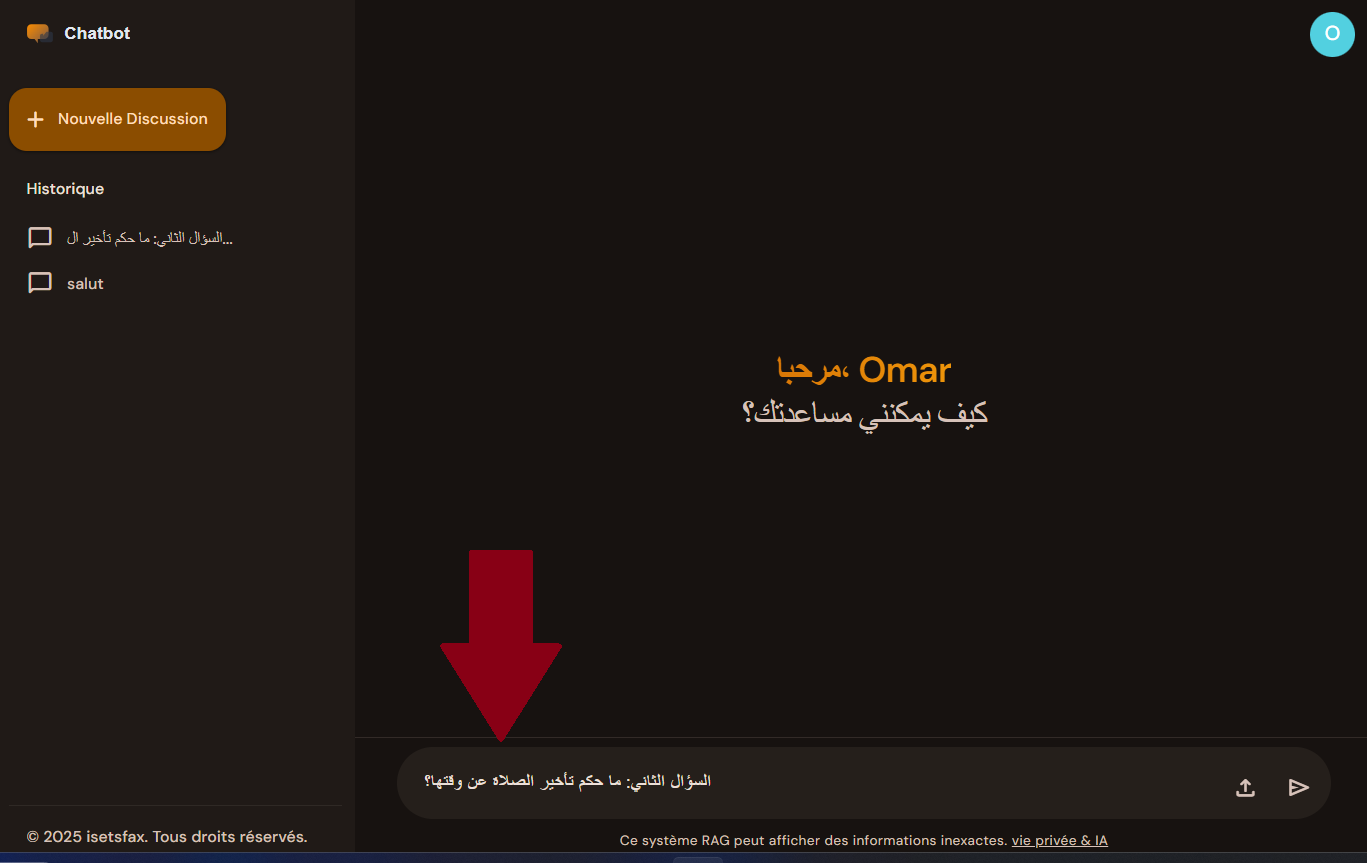 Chatbot
O
Nouvelle Discussion
Historique
السؤال الثاني: ما حكم تأخير ال...
salut
مرحبا، Omar
كيف يمكنني مساعدتك؟
السؤال الثاني: ما حكم تأخير الصلاة عن وقتها؟
© 2025 isetsfax. Tous droits réservés.
Ce système RAG peut afficher des informations inexactes. vie privée & IA